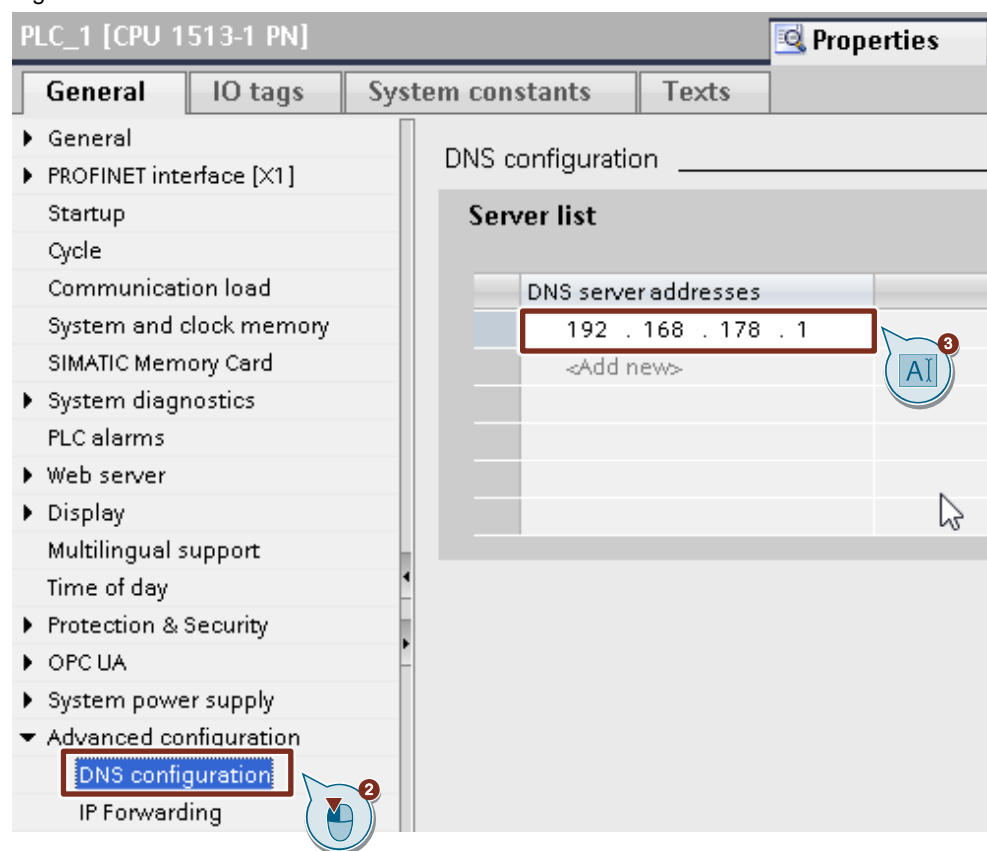 PLC_1 [CPU 1513-1 PN]
Properties
General
IO tags
System constants
Texts
General
PROFINET interface [X1]
Startup
Cycle
Communication load
System and clock memory
SIMATIC Memory Card
System diagnostics
PLC alarms
Web server
Display
Multilingual support
Time of day
Protection & Security
OPC UA
System power supply
Advanced configuration
DNS configuration
2
IP Forwarding
DNS configuration
Server list
DNS server addresses
192 . 168 . 178 . 1
3
AI
<Add new>